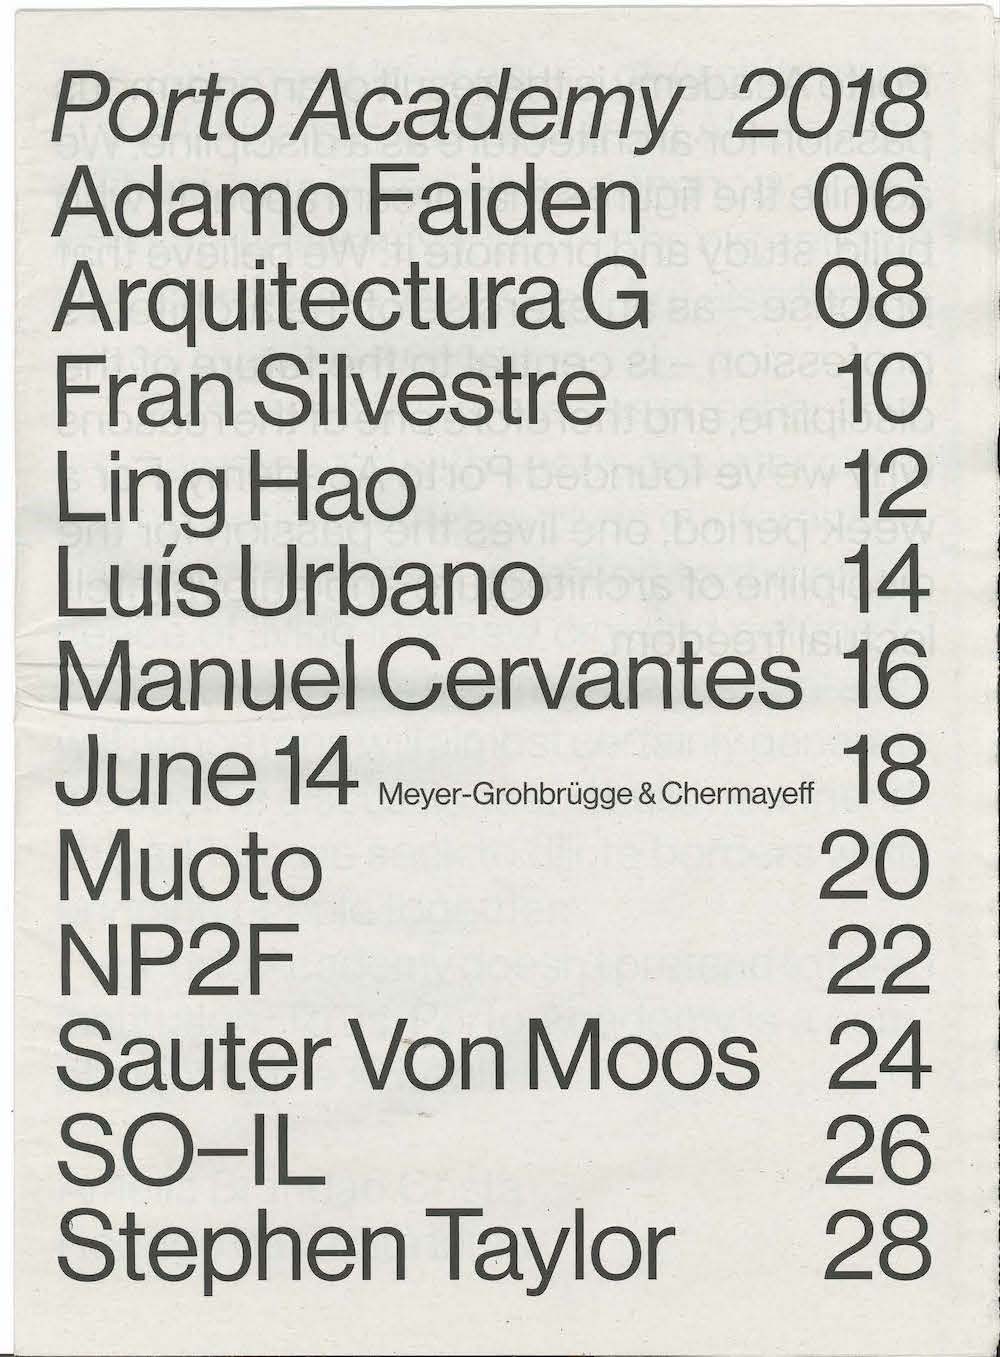 Porto Academy 2018
Adamo Faiden 06
Arquitectura G 08
Fran Silvestre 10
Ling Hao 12
Luís Urbano 14
Manuel Cervantes 16
June 14 Meyer-Grohbrügge & Chermayeff 18
Muoto 20
NP2F 22
Sauter Von Moos 24
SO–IL 26
Stephen Taylor 28